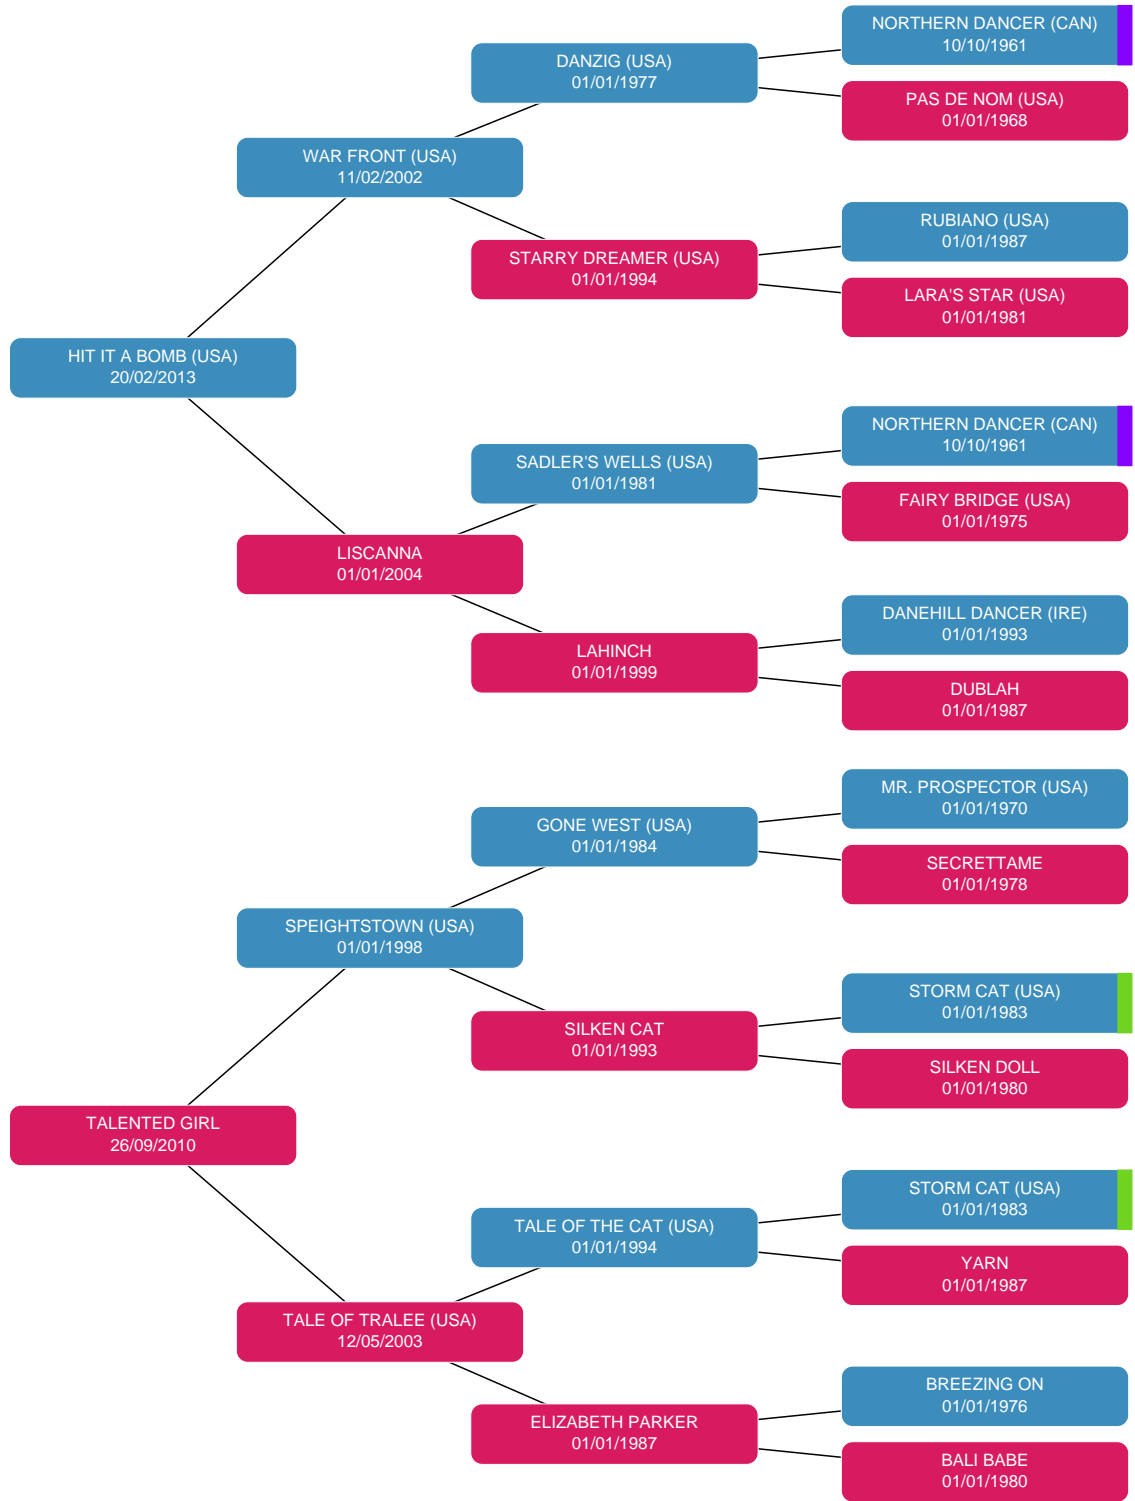 NORTHERN DANCER (CAN)
10/10/1961
DANZIG (USA)
01/01/1977
PAS DE NOM (USA)
01/01/1968
WAR FRONT (USA)
11/02/2002
RUBIANO (USA)
01/01/1987
STARRY DREAMER (USA)
01/01/1994
LARA'S STAR (USA)
01/01/1981
HIT IT A BOMB (USA)
20/02/2013
NORTHERN DANCER (CAN)
10/10/1961
SADLER'S WELLS (USA)
01/01/1981
FAIRY BRIDGE (USA)
01/01/1975
LISCANNA
01/01/2004
DANEHILL DANCER (IRE)
01/01/1993
LAHINCH
01/01/1999
DUBLAH
01/01/1987
MR. PROSPECTOR (USA)
01/01/1970
GONE WEST (USA)
01/01/1984
SECRETTAME
01/01/1978
SPEIGHTSTOWN (USA)
01/01/1998
STORM CAT (USA)
01/01/1983
SILKEN CAT
01/01/1993
SILKEN DOLL
01/01/1980
TALENTED GIRL
26/09/2010
STORM CAT (USA)
01/01/1983
TALE OF THE CAT (USA)
01/01/1994
YARN
01/01/1987
TALE OF TRALEE (USA)
12/05/2003
BREEZING ON
01/01/1976
ELIZABETH PARKER
01/01/1987
BALI BABE
01/01/1980